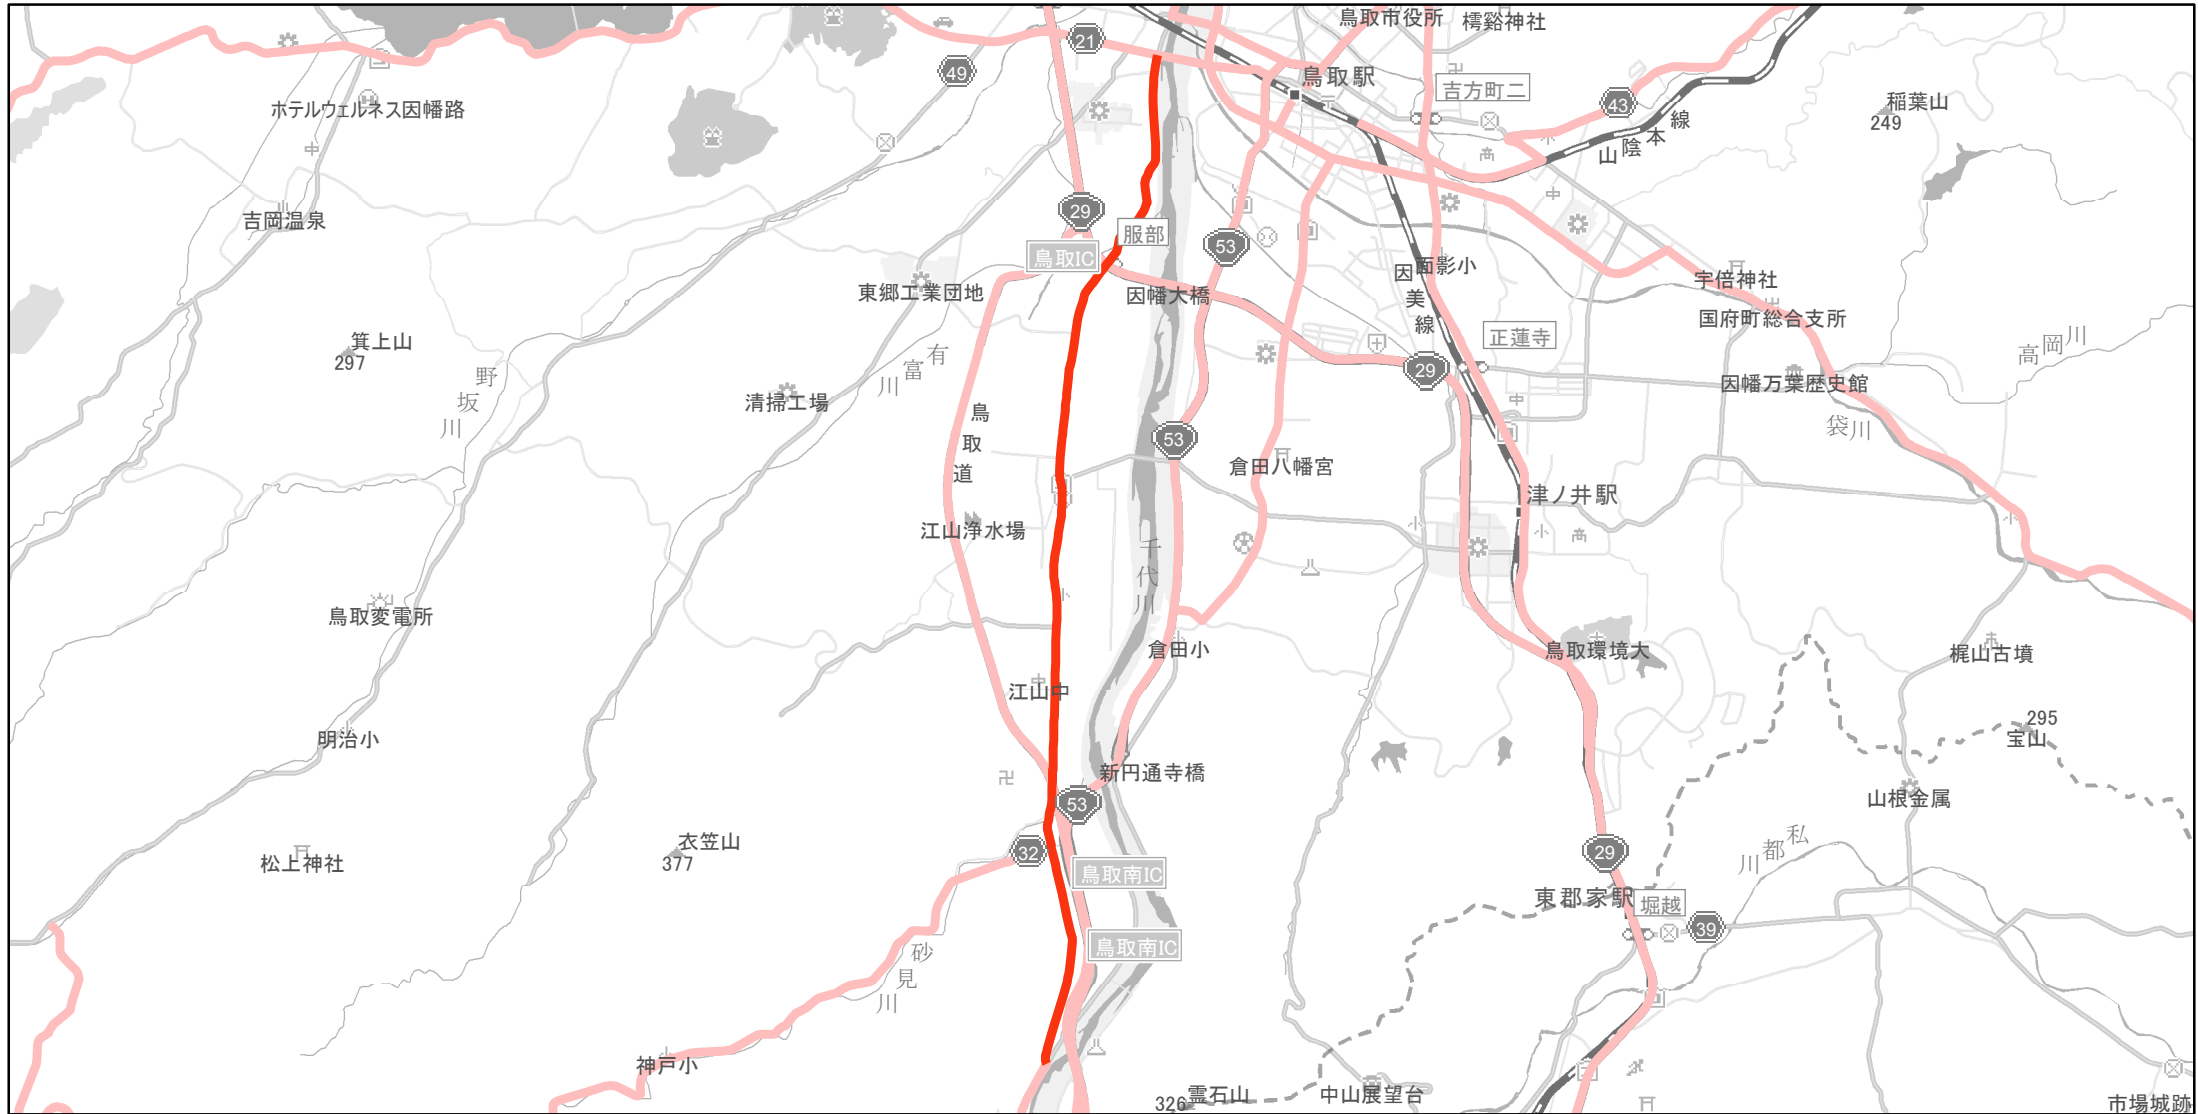 鳥取市役所
樗谿神社
21
49
鳥取駅
吉方町二
43
稲葉山
249
ホテルウェルネス因幡路
山陰本線
吉岡温泉
29
服部
鳥取IC
53
因美線
面影小
宇倍神社
東郷工業団地
因幡大橋
国府町総合支所
箕上山
297
野坂川
有富川
正蓮寺
高岡川
29
因幡万葉歴史館
清掃工場
鳥取道
袋川
53
倉田八幡宮
津ノ井駅
江山浄水場
千代川
鳥取変電所
倉田小
鳥取環境大
梶山古墳
江山中
明治小
295
宝山
新円通寺橋
53
山根金属
衣笠山
377
32
松上神社
鳥取南IC
29
私都川
東郡家駅
堀越
39
鳥取南IC
砂見川
神戸小
326
霊石山
中山展望台
市場城跡